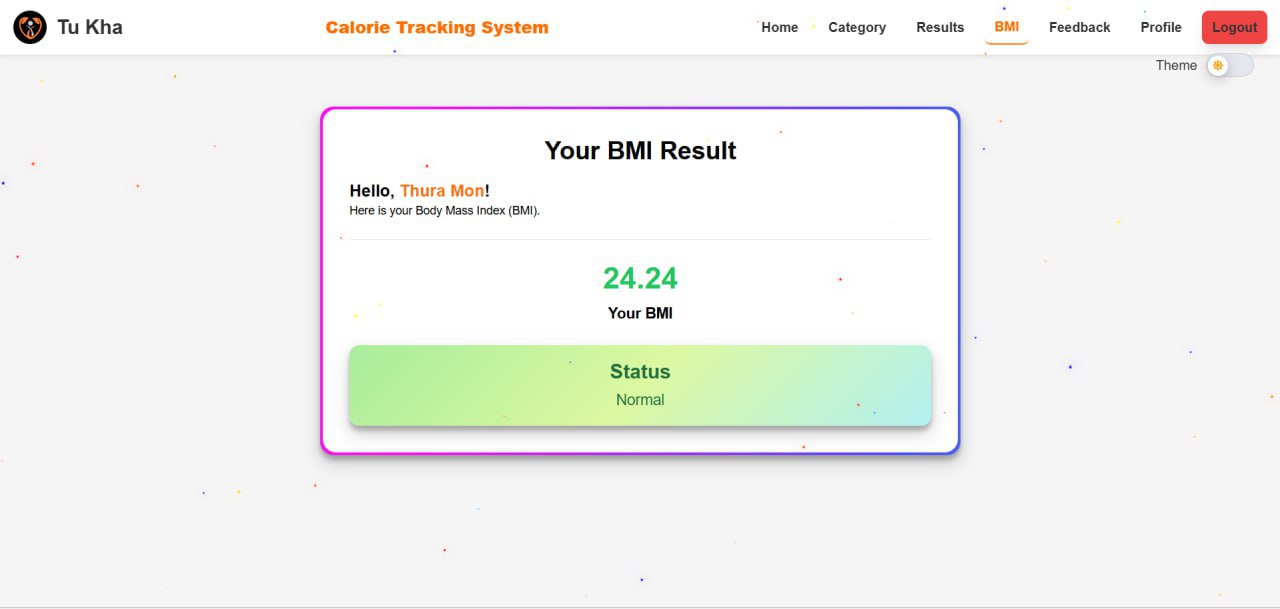 Tu Kha
Calorie Tracking System
Home
Category
Results
BMI
Feedback
Profile
Logout
Theme
Your BMI Result
Hello, Thura Mon!
Here is your Body Mass Index (BMI).
24.24
Your BMI
Status
Normal